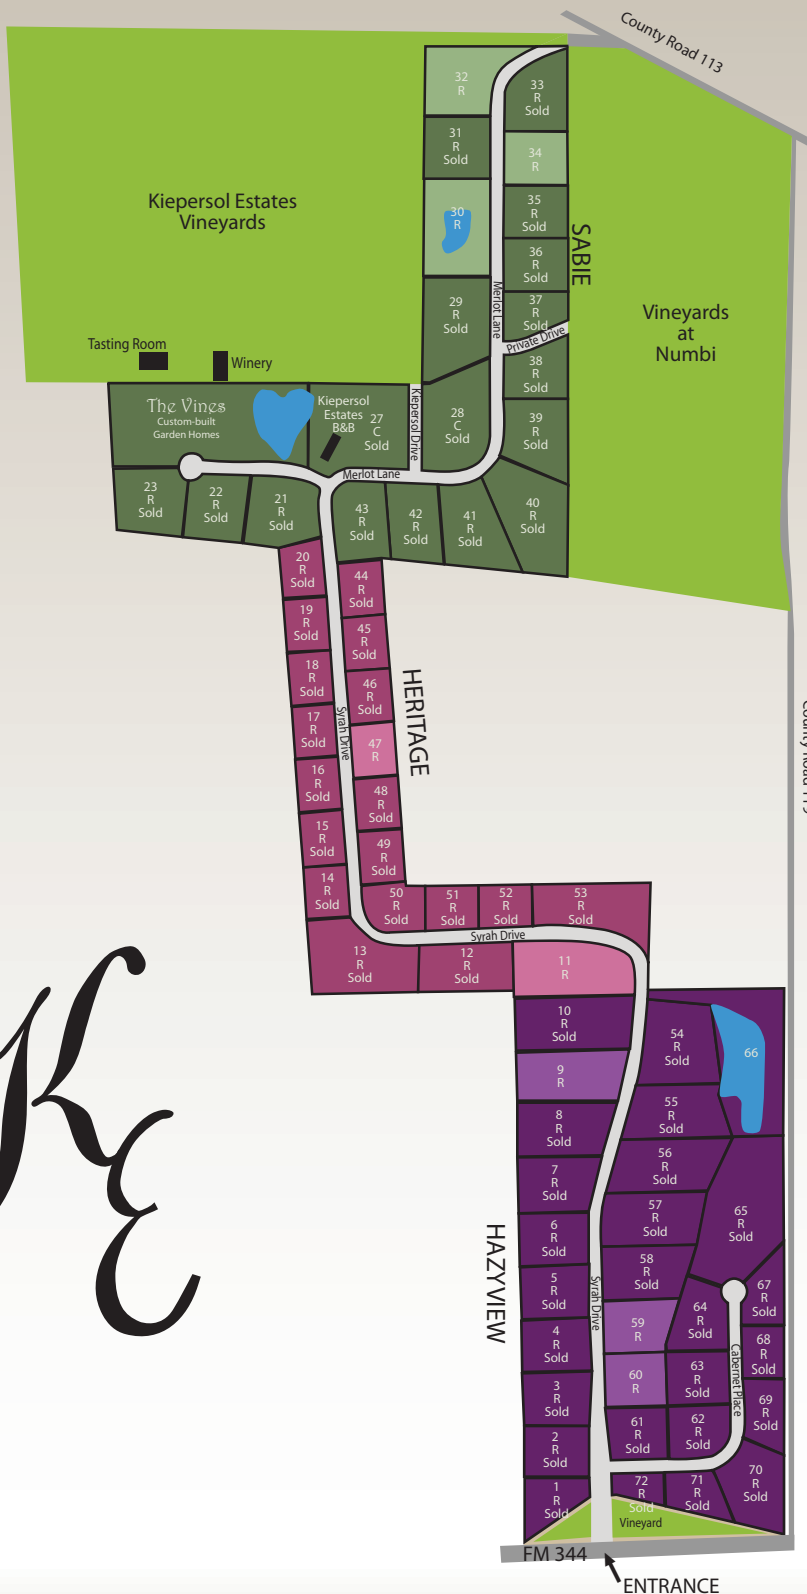 County Road 113
32
R
33
R
Sold
31
R
Sold
34
R
Kiepersol Estates
Vineyards
30
R
35
R
Sold
SABIE
36
R
Sold
29
R
Sold
Merlot Lane
37
R
Sold
Private Drive
Vineyards
at
Numbi
Tasting Room
Winery
38
R
Sold
The Vines
Custom-built
Garden Homes
Kiepersol
Estates
B&B
27
C
Sold
Kiepersol Drive
28
C
Sold
39
R
Sold
Merlot Lane
23
R
Sold
22
R
Sold
21
R
Sold
43
R
Sold
42
R
Sold
41
R
Sold
40
R
Sold
20
R
Sold
44
R
Sold
19
R
Sold
45
R
Sold
18
R
Sold
46
R
Sold
HERITAGE
17
R
Sold
Syrah Drive
47
R
16
R
Sold
48
R
Sold
15
R
Sold
49
R
Sold
14
R
Sold
50
R
Sold
51
R
Sold
52
R
Sold
53
R
Sold
Syrah Drive
13
R
Sold
12
R
Sold
11
R
KE
10
R
Sold
54
R
Sold
66
9
R
55
R
Sold
8
R
Sold
56
R
Sold
7
R
Sold
57
R
Sold
65
R
Sold
6
R
Sold
HAZYVIEW
58
R
Sold
5
R
Sold
Syrah Drive
67
R
Sold
64
R
Sold
59
R
4
R
Sold
68
R
Sold
Cabernet Place
63
R
Sold
60
R
3
R
Sold
69
R
Sold
62
R
Sold
61
R
Sold
2
R
Sold
70
R
Sold
71
R
Sold
72
R
Sold
1
R
Sold
Vineyard
FM 344
ENTRANCE